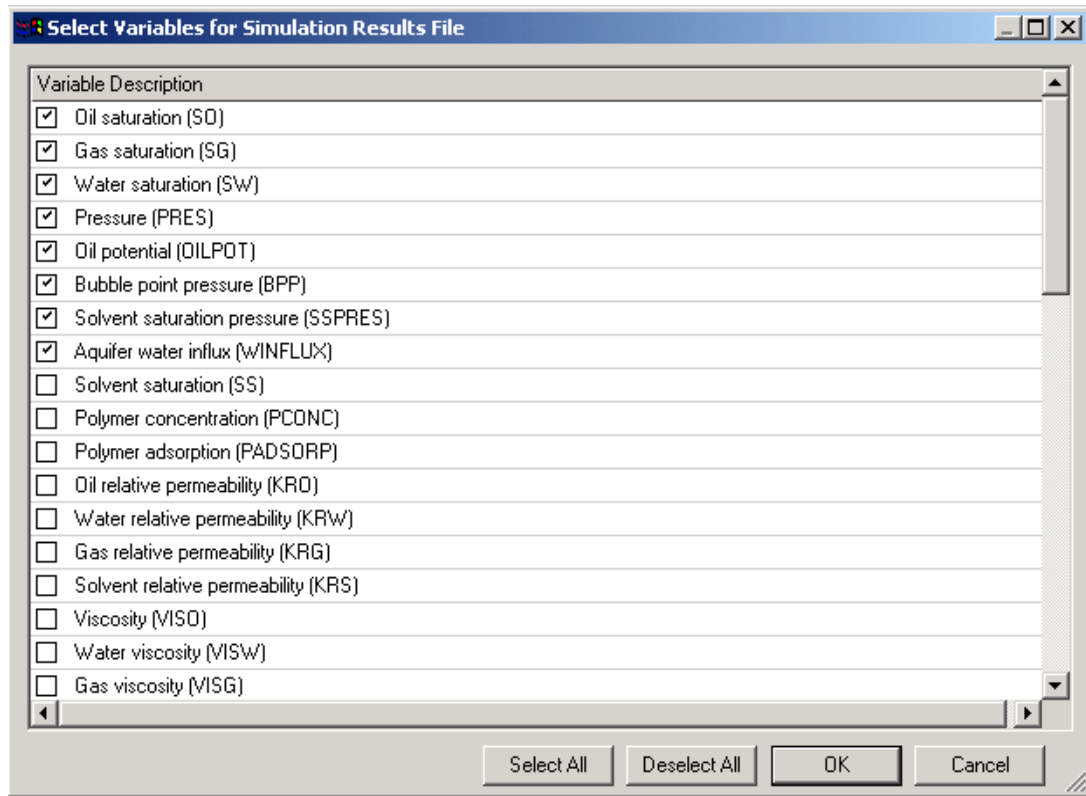 Select Variables for Simulation Results File
Variable Description
Oil saturation (SO)
Gas saturation (SG)
Water saturation (SW)
Pressure (PRES)
Oil potential (OILPOT)
Bubble point pressure (BPP)
Solvent saturation pressure (SSPRES)
Aquifer water influx (WINFLUX)
Solvent saturation (SS)
Polymer concentration (PCONC)
Polymer adsorption (PADSORP)
Oil relative permeability (KRO)
Water relative permeability (KRW)
Gas relative permeability (KRG)
Solvent relative permeability (KRS)
Viscosity (VISO)
Water viscosity (VISW)
Gas viscosity (VISG)
Select All Deselect All OK Cancel